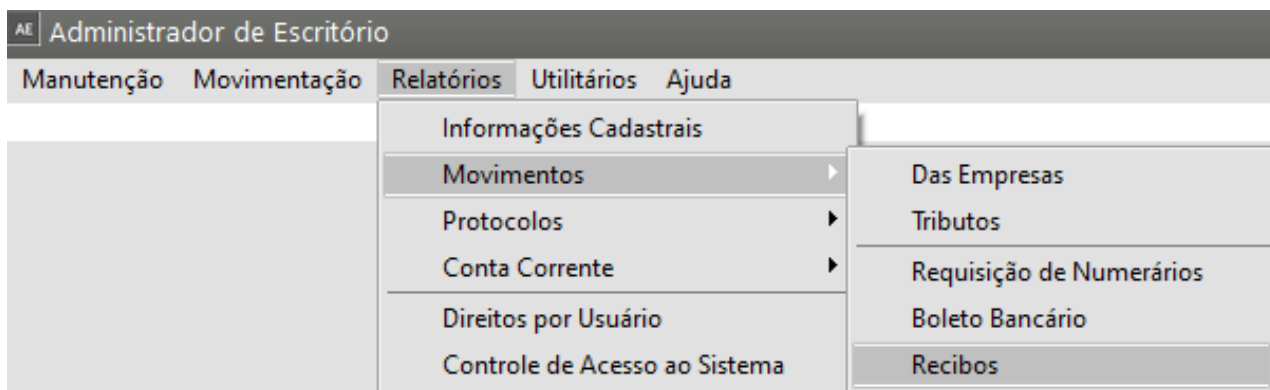 AE Administrador de Escritório
Manutenção Movimentação Relatórios Utilitários Ajuda
Informações Cadastrais
Movimentos
Protocolos
Conta Corrente
Direitos por Usuário
Controle de Acesso ao Sistema
Das Empresas
Tributos
Requisição de Numerários
Boleto Bancário
Recibos